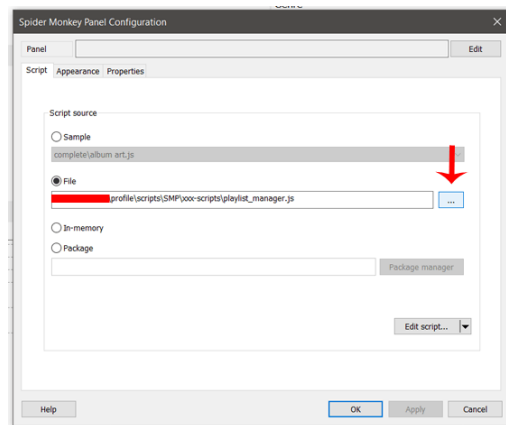 Spider Monkey Panel Configuration
Panel
Edit
Script Appearance Properties
Script source
Sample
complete\album art.js
File
.profile\scripts\SMP\xxx-scripts\playlist_manager.js
...
In-memory
Package
Package manager
Edit script...
Help
OK
Apply
Cancel